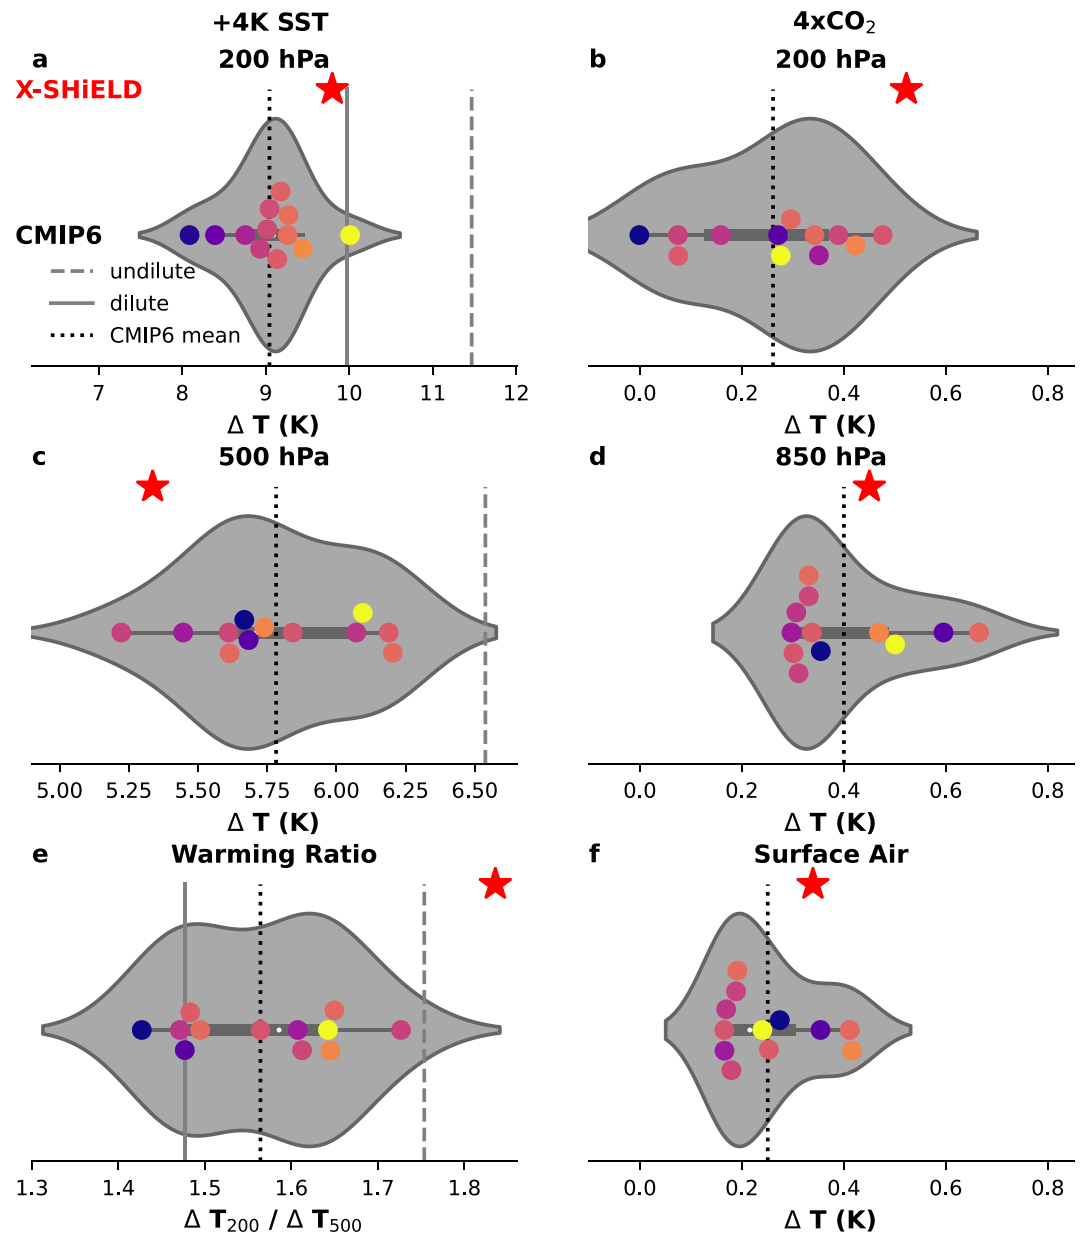 +4K SST
4xCO₂
a
200 hPa
b
200 hPa
X-SHiELD
CMIP6
undilute
dilute
CMIP6 mean
7 8 9 10 11 12
Δ T (K)
0.0 0.2 0.4 0.6 0.8
Δ T (K)
c
500 hPa
d
850 hPa
5.00 5.25 5.50 5.75 6.00 6.25 6.50
Δ T (K)
0.0 0.2 0.4 0.6 0.8
Δ T (K)
e
Warming Ratio
f
Surface Air
1.3 1.4 1.5 1.6 1.7 1.8
Δ T₂₀₀ / Δ T₅₀₀
0.0 0.2 0.4 0.6 0.8
Δ T (K)